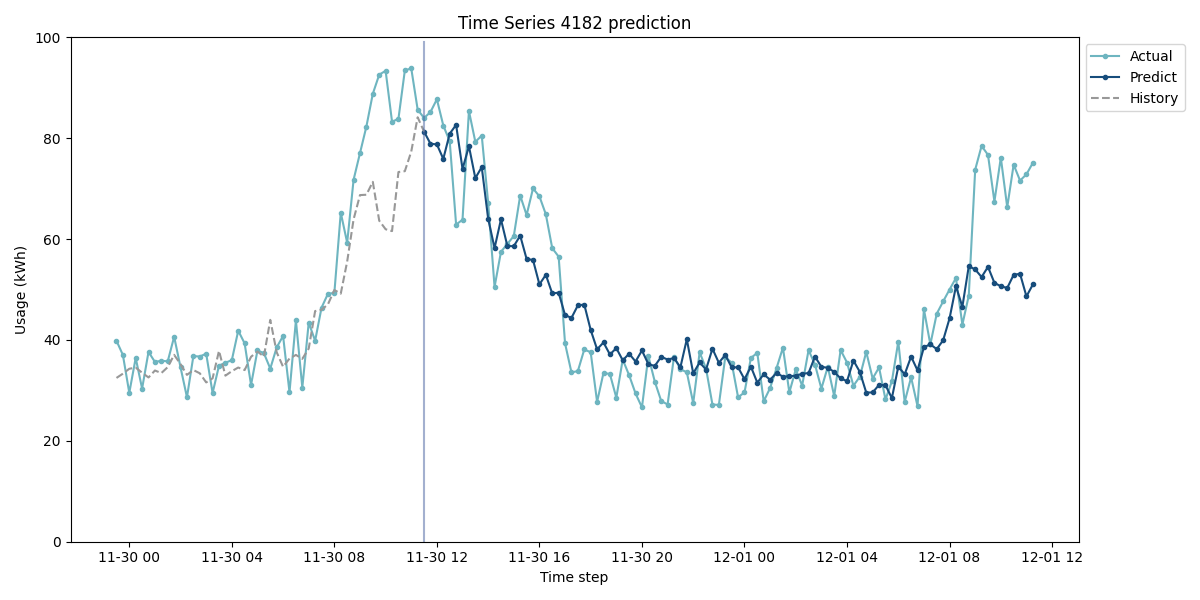 Time Series 4182 prediction
100
80
60
40
20
0
Usage (kWh)
11-30 00
11-30 04
11-30 08
11-30 12
11-30 16
11-30 20
12-01 00
12-01 04
12-01 08
12-01 12
Time step
Actual
Predict
History